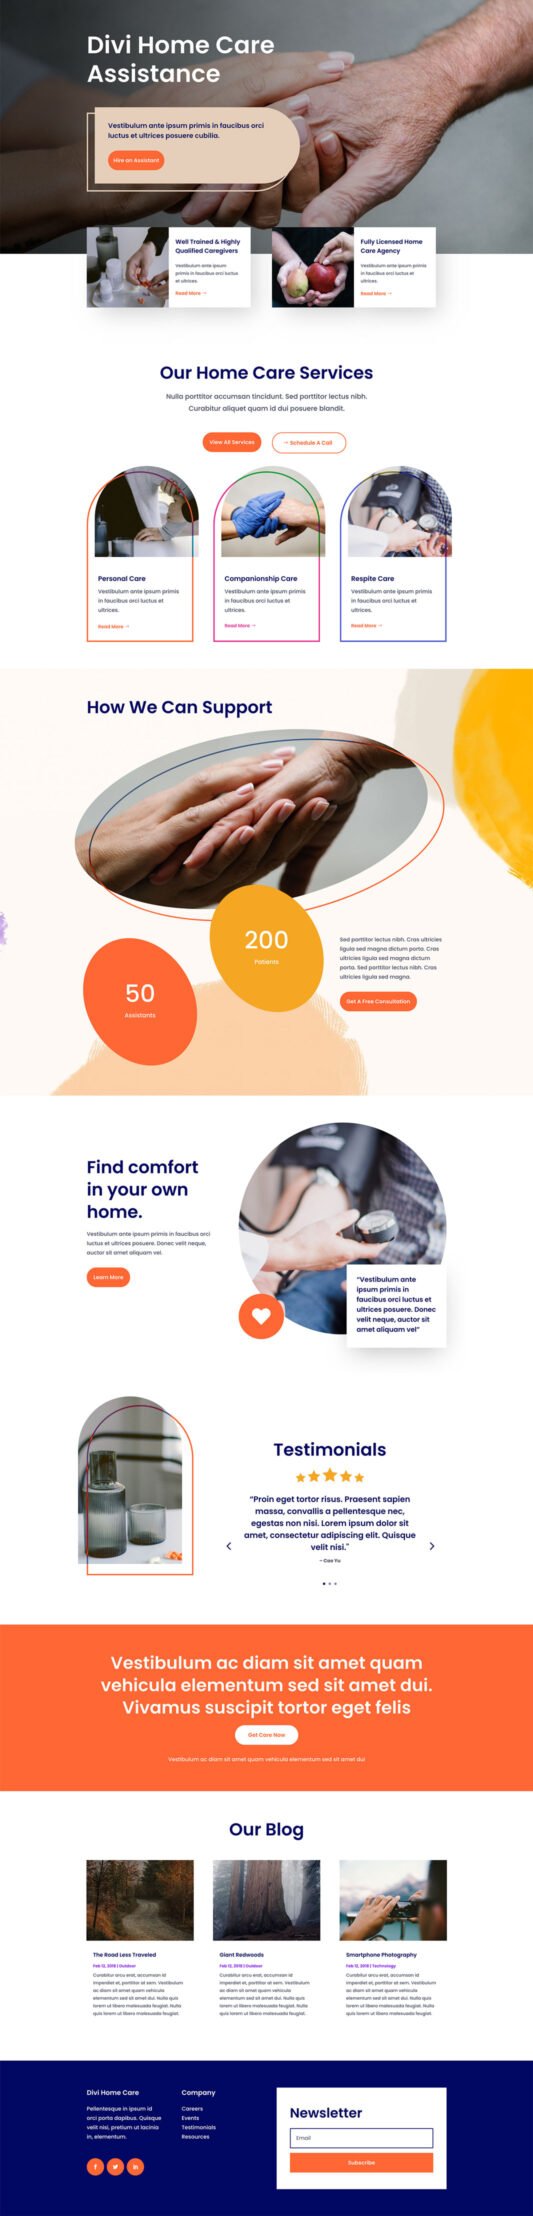 Divi Home Care
Assistance
Vestibulum ante ipsum primis in faucibus orci
luctus et ultrices posuere cubilia.
Hire an Assistant
Well Trained & Highly
Qualified Caregivers
Vestibulum ante ipsum
primis in faucibus orci luctus
et ultrices.
Read More →
Fully Licensed Home
Care Agency
Vestibulum ante ipsum primis
in faucibus orci luctus et
ultrices.
Read More →
Our Home Care Services
Nulla porttitor accumsan tincidunt. Sed porttitor lectus nibh.
Curabitur aliquet quam id dui posuere blandit.
View All Services
→ Schedule A Call
Personal Care
Vestibulum ante ipsum primis
in faucibus orci luctus et
ultrices.
Read More →
Companionship Care
Vestibulum ante ipsum primis
in faucibus orci luctus et
ultrices.
Read More →
Respite Care
Vestibulum ante ipsum primis
in faucibus orci luctus et
ultrices.
Read More →
How We Can Support
200
Patients
50
Assistants
Sed porttitor lectus nibh. Cras ultricies
ligula sed magna dictum porta. Cras
ultricies ligula sed magna dictum
porta. Sed porttitor lectus nibh. Cras
ultricies ligula sed magna.
Get A Free Consultation
Find comfort
in your own
home.
Vestibulum ante ipsum primis in faucibus orci
luctus et ultrices posuere. Donec velit neque,
auctor sit amet aliquam vel.
Learn More
“Vestibulum ante
ipsum primis in
faucibus orci luctus et
ultrices posuere. Donec
velit neque, auctor sit
amet aliquam vel”
Testimonials
“Proin eget tortor risus. Praesent sapien
massa, convallis a pellentesque nec,
egestas non nisi. Lorem ipsum dolor sit
amet, consectetur adipiscing elit. Quisque
velit nisi.”
– Cao Yu
Vestibulum ac diam sit amet quam
vehicula elementum sed sit amet dui.
Vivamus suscipit tortor eget felis
Get Care Now
Vestibulum ac diam sit amet quam vehicula elementum sed sit amet dui
Our Blog
The Road Less Traveled
Feb 12, 2018 | Outdoor
Curabitur arcu erat, accumsan id
imperdiet et, porttitor at sem. Vestibulum
ac diam sit amet quam vehicula
elementum sed sit amet dui. Nulla quis
lorem ut libero malesuada feugiat. Nulla
quis lorem ut libero malesuada feugiat.
Giant Redwoods
Feb 12, 2018 | Outdoor
Curabitur arcu erat, accumsan id
imperdiet et, porttitor at sem. Vestibulum
ac diam sit amet quam vehicula
elementum sed sit amet dui. Nulla quis
lorem ut libero malesuada feugiat. Nulla
quis lorem ut libero malesuada feugiat.
Smartphone Photography
Feb 12, 2018 | Technology
Curabitur arcu erat, accumsan id
imperdiet et, porttitor at sem. Vestibulum
ac diam sit amet quam vehicula
elementum sed sit amet dui. Nulla quis
lorem ut libero malesuada feugiat. Nulla
quis lorem ut libero malesuada feugiat.
Divi Home Care
Pellentesque in ipsum id
orci porta dapibus. Quisque
velit nisi, pretium ut lacinia
in, elementum.
Company
Careers
Events
Testimonials
Resources
Newsletter
Email
Subscribe